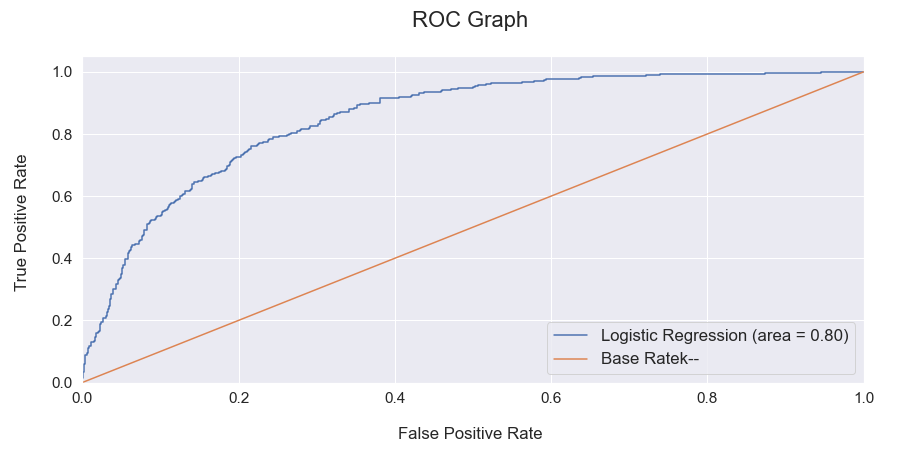 ROC Graph
1.0
0.8
0.6
0.4
0.2
0.0
True Positive Rate
Logistic Regression (area = 0.80)
Base Ratek--
0.0 0.2 0.4 0.6 0.8 1.0
False Positive Rate